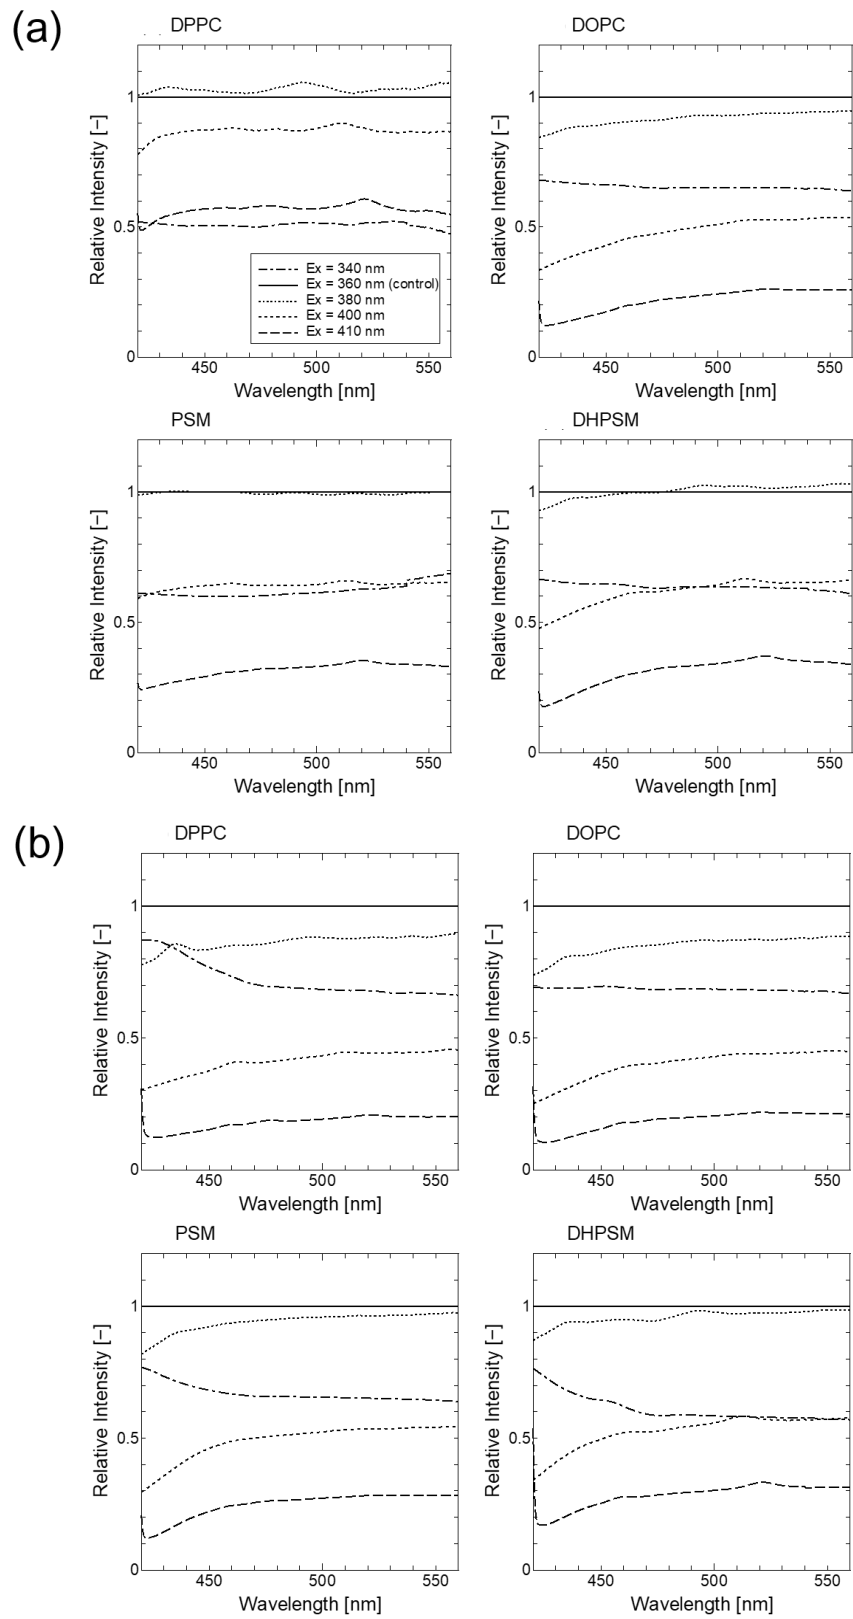 (a)
DPPC
DOPC
Relative Intensity [−]
1
0.5
0
450
500
550
Wavelength [nm]
Ex = 340 nm
Ex = 360 nm (control)
Ex = 380 nm
Ex = 400 nm
Ex = 410 nm
Relative Intensity [−]
1
0.5
0
450
500
550
Wavelength [nm]
PSM
DHPSM
Relative Intensity [−]
1
0.5
0
450
500
550
Wavelength [nm]
Relative Intensity [−]
1
0.5
0
450
500
550
Wavelength [nm]
(b)
DPPC
DOPC
Relative Intensity [−]
1
0.5
0
450
500
550
Wavelength [nm]
Relative Intensity [−]
1
0.5
0
450
500
550
Wavelength [nm]
PSM
DHPSM
Relative Intensity [−]
1
0.5
0
450
500
550
Wavelength [nm]
Relative Intensity [−]
1
0.5
0
450
500
550
Wavelength [nm]